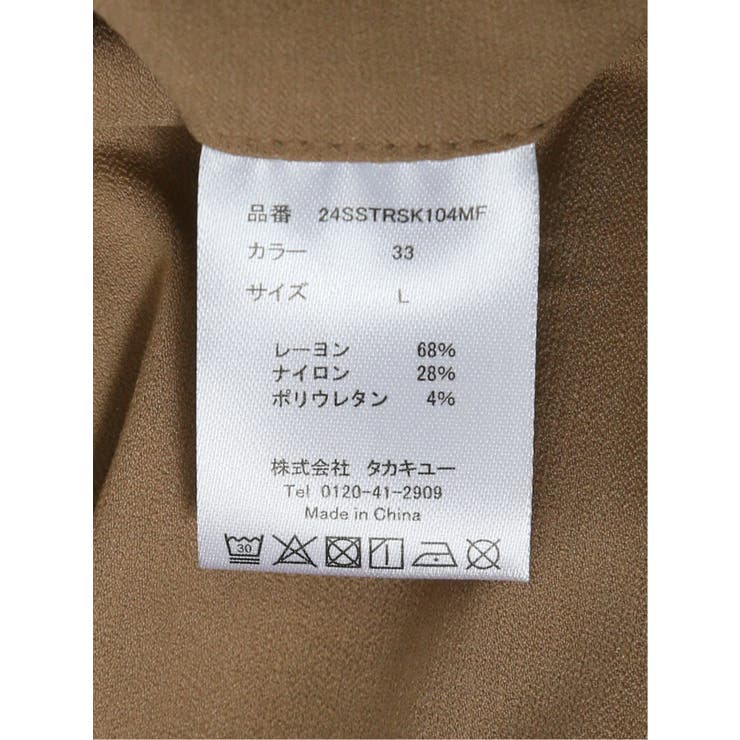 品番 24SSTRSK104MF
カラー 33
サイズ L
レーヨン 68%
ナイロン 28%
ポリウレタン 4%
株式会社 タカキュー
Tel 0120-41-2909
Made in China
30